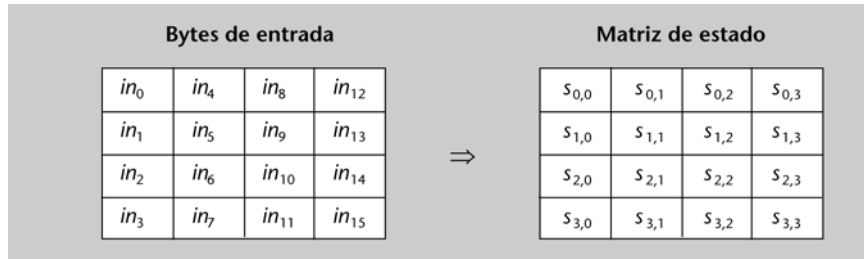 Bytes de entrada Matriz de estado
in₀ in₄ in₈ in₁₂ s₀,₀ s₀,₁ s₀,₂ s₀,₃
in₁ in₅ in₉ in₁₃ s₁,₀ s₁,₁ s₁,₂ s₁,₃
⇒
in₂ in₆ in₁₀ in₁₄ s₂,₀ s₂,₁ s₂,₂ s₂,₃
in₃ in₇ in₁₁ in₁₅ s₃,₀ s₃,₁ s₃,₂ s₃,₃